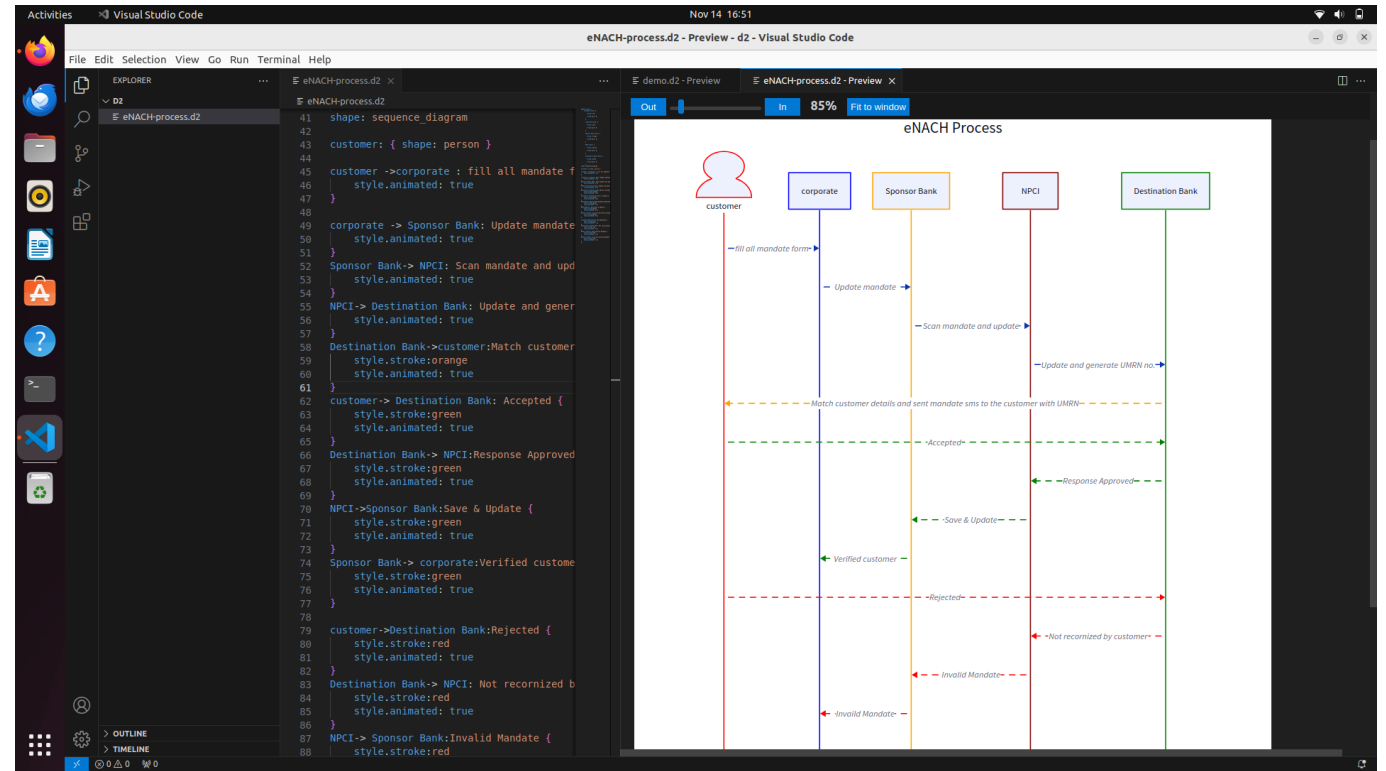 Activities
Visual Studio Code
Nov 14 16:51
eNACH-process.d2 - Preview - d2 - Visual Studio Code
File Edit Selection View Go Run Terminal Help
EXPLORER
D2
eNACH-process.d2
OUTLINE
TIMELINE
eNACH-process.d2
eNACH-process.d2
41 shape: sequence_diagram
42
43 customer: { shape: person }
44
45 customer ->corporate : fill all mandate f
46 style.animated: true
47 }
48
49 corporate -> Sponsor Bank: Update mandate
50 style.animated: true
51 }
52 Sponsor Bank-> NPCI: Scan mandate and upd
53 style.animated: true
54 }
55 NPCI-> Destination Bank: Update and gener
56 style.animated: true
57 }
58 Destination Bank->customer:Match customer
59 style.stroke:orange
60 style.animated: true
61 }
62 customer-> Destination Bank: Accepted {
63 style.stroke:green
64 style.animated: true
65 }
66 Destination Bank-> NPCI:Response Approved
67 style.stroke:green
68 style.animated: true
69 }
70 NPCI->Sponsor Bank:Save & Update {
71 style.stroke:green
72 style.animated: true
73 }
74 Sponsor Bank-> corporate:Verified custome
75 style.stroke:green
76 style.animated: true
77 }
78
79 customer->Destination Bank:Rejected {
80 style.stroke:red
81 style.animated: true
82 }
83 Destination Bank-> NPCI: Not recornized b
84 style.stroke:red
85 style.animated: true
86 }
87 NPCI-> Sponsor Bank:Invalid Mandate {
88 style.stroke:red
demo.d2 - Preview
eNACH-process.d2 - Preview
Out
In
85%
Fit to window
eNACH Process
customer
corporate
Sponsor Bank
NPCI
Destination Bank
fill all mandate form
Update mandate
Scan mandate and update
Update and generate UMRN no.
Match customer details and sent mandate sms to the customer with UMRN
Accepted
Response Approved
Save & Update
Verified customer
Rejected
Not recornized by customer
Invalid Mandate
Invaild Mandate
0 0 0